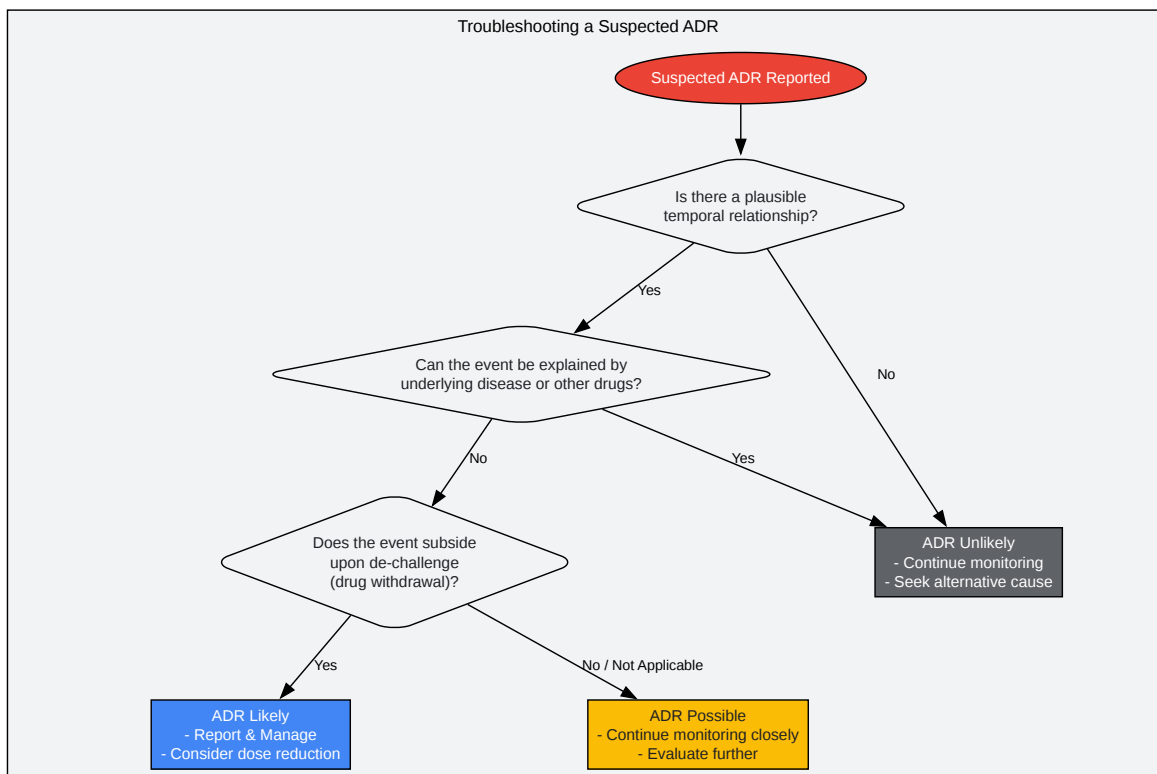 Troubleshooting a Suspected ADR
Suspected ADR Reported
Is there a plausible
temporal relationship?
Yes
No
Can the event be explained by
underlying disease or other drugs?
No
Yes
Does the event subside
upon de-challenge
(drug withdrawal)?
ADR Unlikely
- Continue monitoring
- Seek alternative cause
Yes
No / Not Applicable
ADR Likely
- Report & Manage
- Consider dose reduction
ADR Possible
- Continue monitoring closely
- Evaluate further